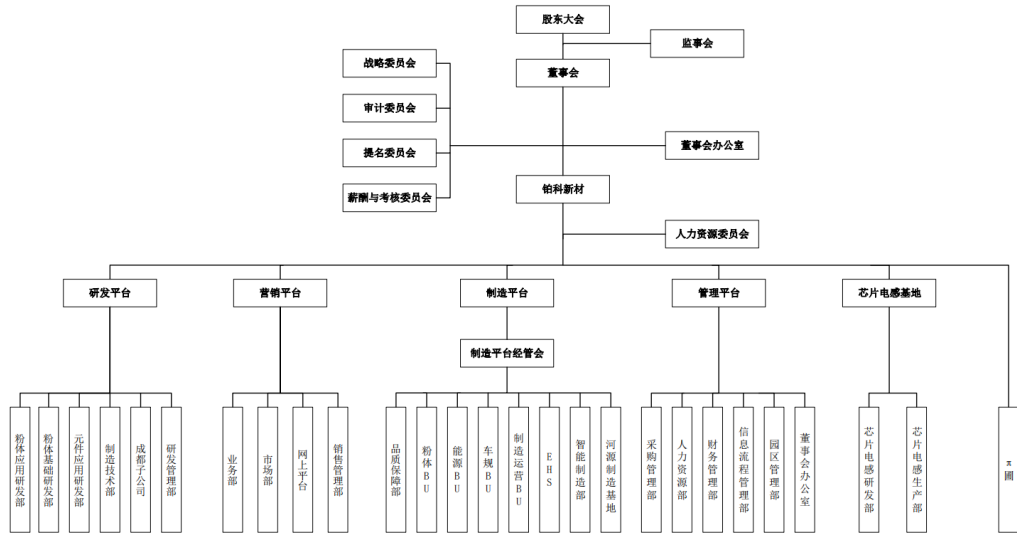 股东大会
监事会
战略委员会
董事会
审计委员会
董事会办公室
提名委员会
铂科新材
薪酬与考核委员会
人力资源委员会
研发平台
营销平台
制造平台
管理平台
芯片电感基地
制造平台经管会
粉体应用研发部
粉体基础研发部
元件应用研发部
制造技术部
成都子公司
研发管理部
业务部
市场部
网上平台
销售管理部
品质保障部
粉体BU
能源BU
车规BU
制造运营BU
EHS
智能制造部
河源制造基地
采购管理部
人力资源部
财务管理部
信息流程管理部
园区管理部
董事会办公室
芯片电感研发部
芯片电感生产部